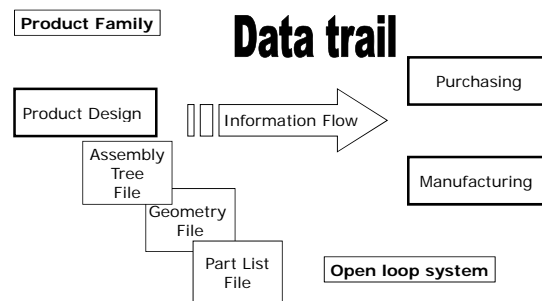 Product Family
Data trail
Purchasing
Product Design
Information Flow
Assembly
Tree
File
Manufacturing
Geometry
File
Part List
File
Open loop system